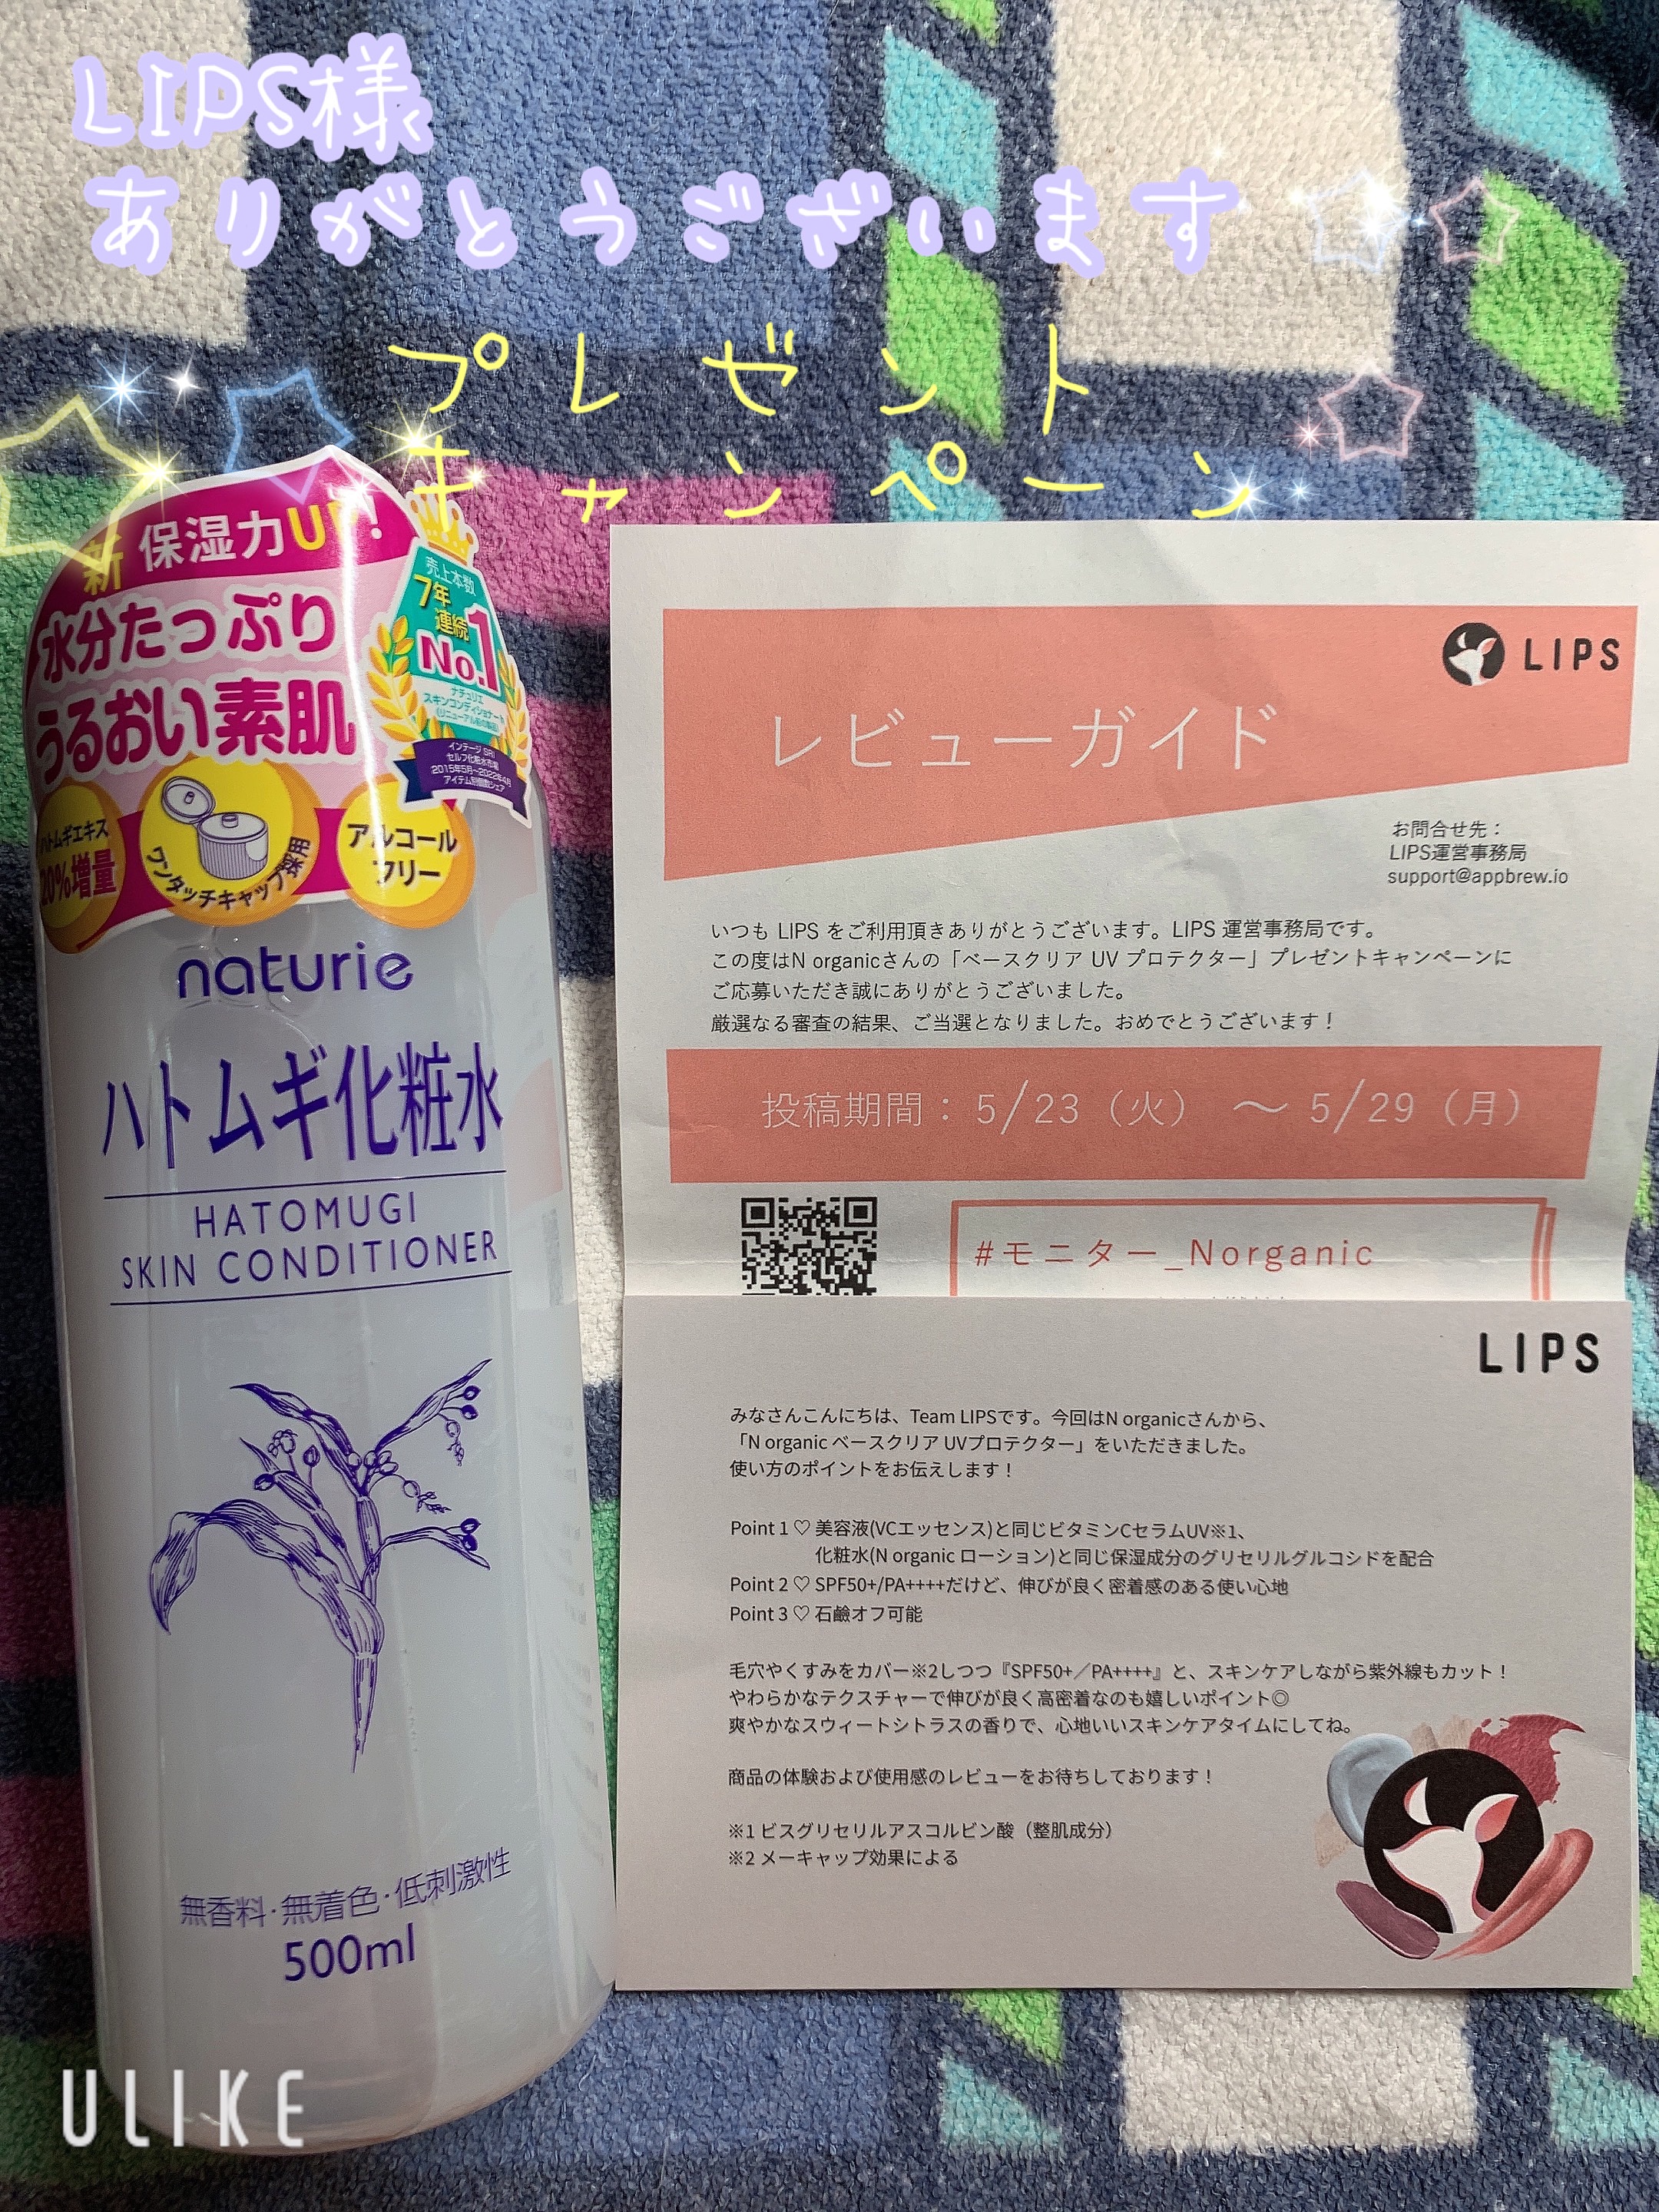 LIPS様
ありがとうございます
プレゼント
キャンペーン
新 保湿力UP!
水分たっぷり
うるおい素肌
売上本数
7年
連続
No.1
ナチュリエ
スキンコンディショナー
インテージ SRI
セルフ化粧水市場
2015年5月~2022年4月
ハトムギエキス
20%増量
ワンタッチキャップ採用
アルコール
フリー
naturie
ハトムギ化粧水
HATOMUGI
SKIN CONDITIONER
無香料・無着色・低刺激性
500ml
ULIKE
LIPS
レビューガイド
お問合せ先：
LIPS運営事務局
support@appbrew.io
いつも LIPS をご利用頂きありがとうございます。LIPS 運営事務局です。
この度はN organicさんの「ベースクリア UV プロテクター」プレゼントキャンペーンに
ご応募いただき誠にありがとうございました。
厳選なる審査の結果、ご当選となりました。おめでとうございます！
投稿期間：5/23（火）～5/29（月）
#モニター_Norganic
LIPS
みなさんこんにちは、Team LIPSです。今回はN organicさんから、
「N organic ベースクリア UVプロテクター」をいただきました。
使い方のポイントをお伝えします！
Point 1 ♡ 美容液(VCエッセンス)と同じビタミンCセラムUV※1、
化粧水(N organic ローション)と同じ保湿成分のグリセリルグルコシドを配合
Point 2 ♡ SPF50+/PA++++だけど、伸びが良く密着感のある使い心地
Point 3 ♡ 石鹸オフ可能
毛穴やくすみをカバー※2しつつ『SPF50+／PA++++』と、スキンケアしながら紫外線もカット！
やわらかなテクスチャーで伸びが良く高密着なのも嬉しいポイント◎
爽やかなスウィートシトラスの香りで、心地いいスキンケアタイムにしてね。
商品の体験および使用感のレビューをお待ちしております！
※1 ビスグリセリルアスコルビン酸（整肌成分）
※2 メーキャップ効果による